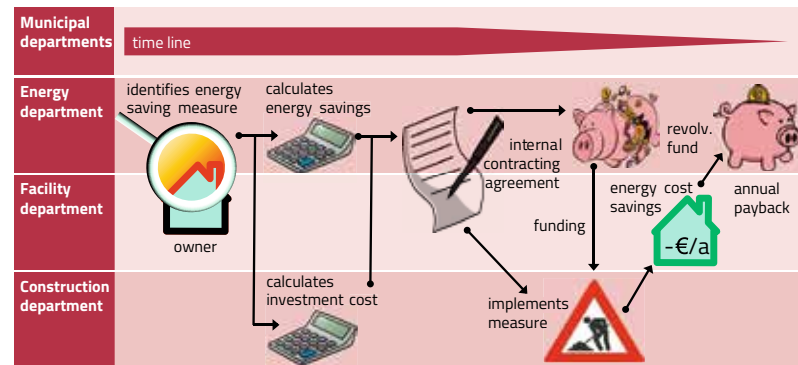 Municipal
departments
time line
Energy
department
identifies energy
saving measure
calculates
energy savings
internal
contracting
agreement
revolv.
fund
Facility
department
owner
funding
energy cost
savings
annual
payback
-€/a
Construction
department
calculates
investment cost
implements
measure